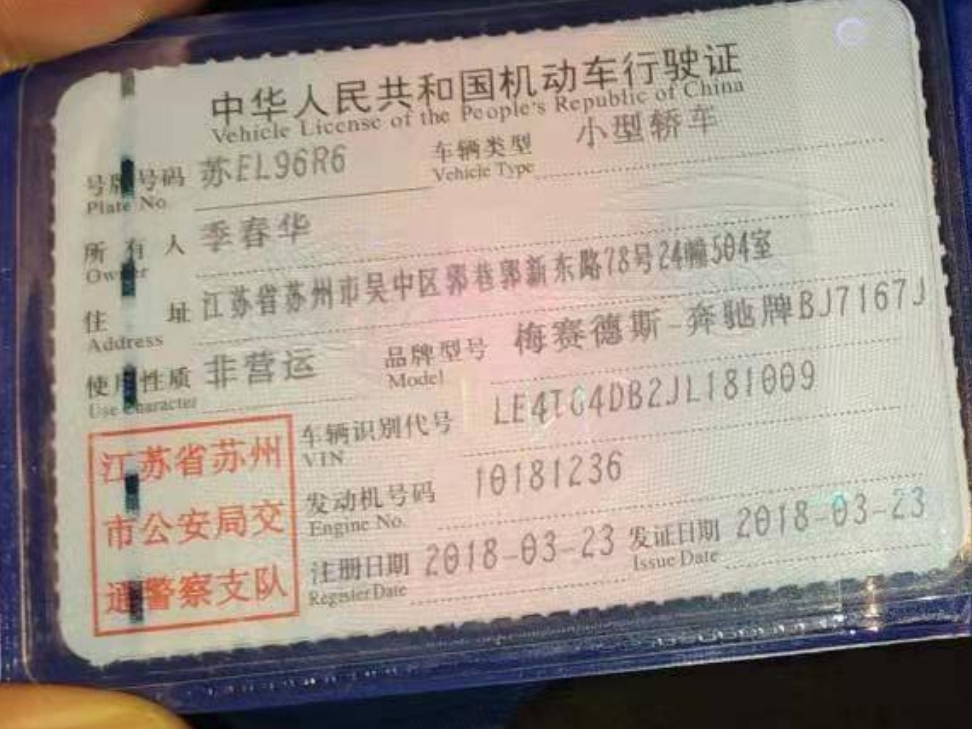 中华人民共和国机动车行驶证
Vehicle License of the People's Republic of China
号牌号码 苏EL96R6 车辆类型 小型轿车
Plate No. Vehicle Type
所有人 季春华
Owner
住址 江苏省苏州市吴中区郭巷郭新东路78号24幢504室
Address
使用性质 非营运 品牌型号 梅赛德斯-奔驰牌BJ7167J
Use Character Model
车辆识别代号 LE4TG4DB2JL181009
VIN
发动机号码 10181236
Engine No.
注册日期 2018-03-23 发证日期 2018-03-23
Register Date Issue Date
江苏省苏州
市公安局交
通警察支队